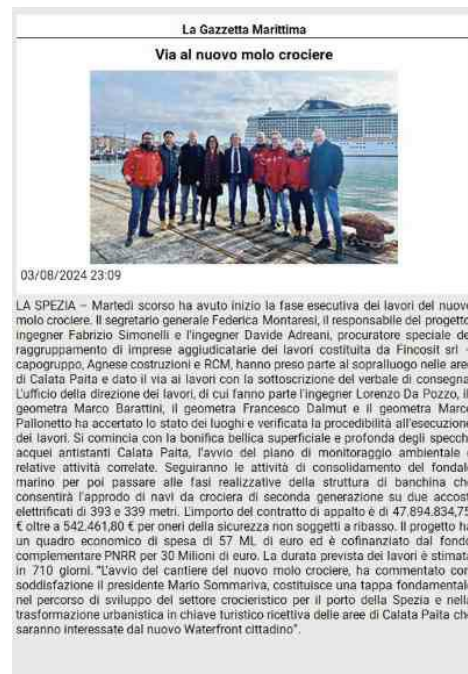 La Gazzetta Marittima
Via al nuovo molo crociere
03/08/2024 23:09
LA SPEZIA – Martedì scorso ha avuto inizio la fase esecutiva dei lavori del nuovo
molo crociere. Il segretario generale Federica Montaresi, il responsabile del progetto
ingegner Fabrizio Simonelli e l'ingegner Davide Adreani, procuratore speciale del
raggruppamento di imprese aggiudicatarie dei lavori costituita da Fincosit srl -
capogruppo, Agnese costruzioni e RCM, hanno preso parte al sopralluogo nelle aree
di Calata Paita e dato il via ai lavori con la sottoscrizione del verbale di consegna.
L'ufficio della direzione dei lavori, di cui fanno parte l'ingegner Lorenzo Da Pozzo, il
geometra Marco Barattini, il geometra Francesco Dalmut e il geometra Marco
Pallonetto ha accertato lo stato dei luoghi e verificata la procedibilità all'esecuzione
dei lavori. Si comincia con la bonifica bellica superficiale e profonda degli specchi
acquei antistanti Calata Paita, l'avvio del piano di monitoraggio ambientale e
relative attività correlate. Seguiranno le attività di consolidamento del fondale
marino per poi passare alle fasi realizzative della struttura di banchina che
consentirà l'approdo di navi da crociera di seconda generazione su due accosti
elettrificati di 393 e 339 metri. L'importo del contratto di appalto è di 47.894.834,75
€ oltre a 542.461,80 € per oneri della sicurezza non soggetti a ribasso. Il progetto ha
un quadro economico di spesa di 57 ML di euro ed è cofinanziato dal fondo
complementare PNRR per 30 Milioni di euro. La durata prevista dei lavori è stimata
in 710 giorni. "L'avvio del cantiere del nuovo molo crociere, ha commentato con
soddisfazione il presidente Mario Sommariva, costituisce una tappa fondamentale
nel percorso di sviluppo del settore crocieristico per il porto della Spezia e nella
trasformazione urbanistica in chiave turistico ricettiva delle aree di Calata Paita che
saranno interessate dal nuovo Waterfront cittadino".